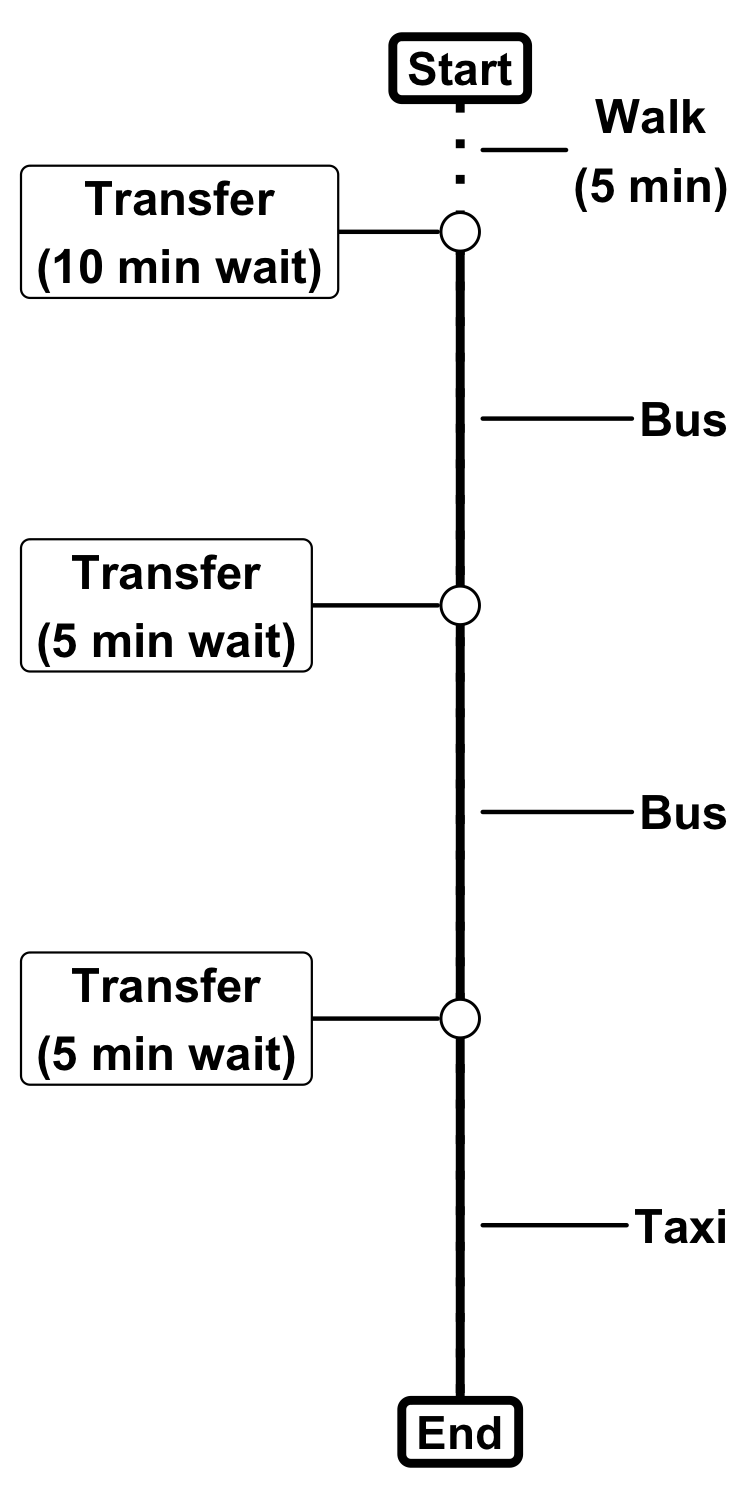 Start
Walk
(5 min)
Transfer
(10 min wait)
Bus
Transfer
(5 min wait)
Bus
Transfer
(5 min wait)
Taxi
End